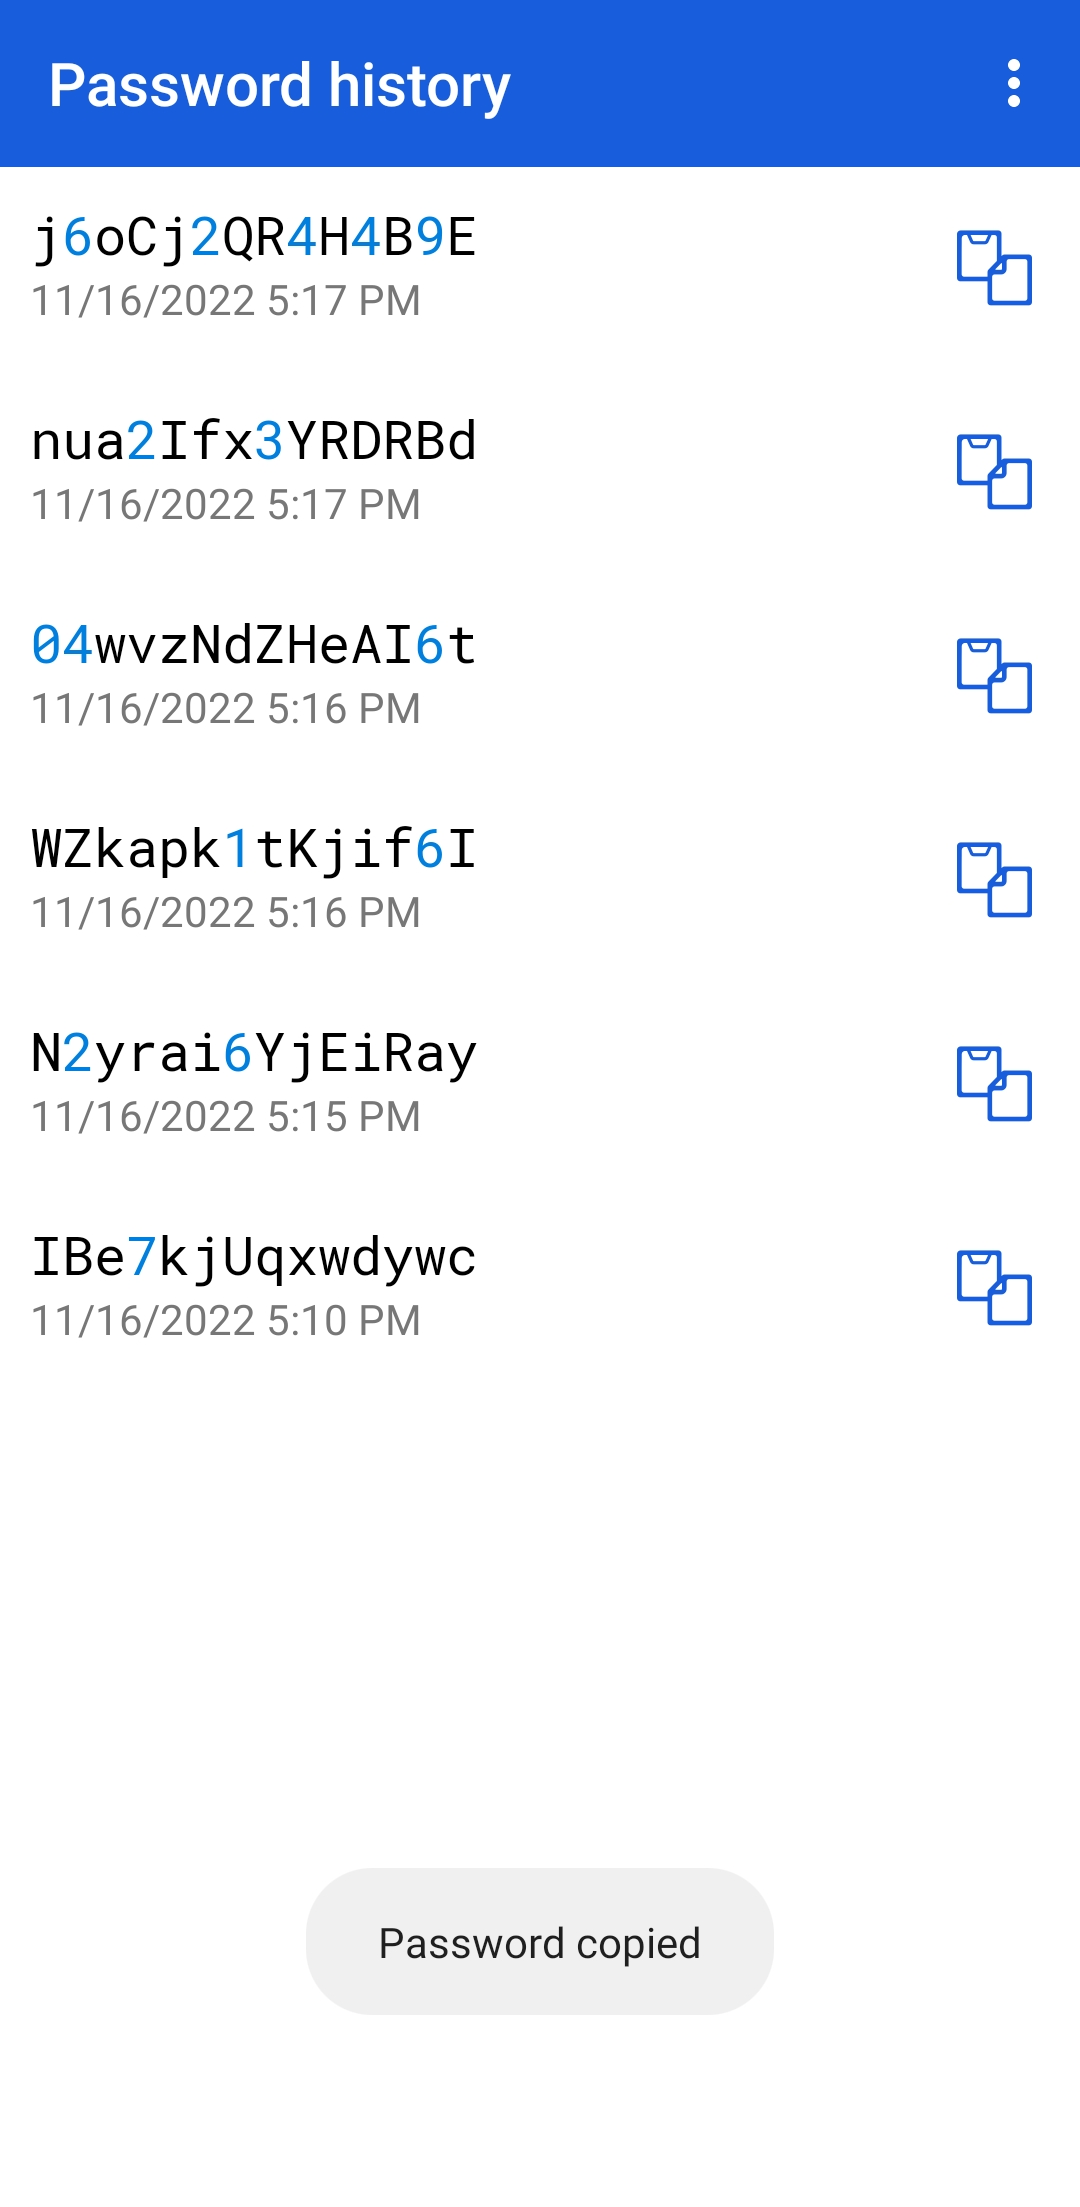 Password history
j6oCj2QR4H4B9E
11/16/2022 5:17 PM
nua2Ifx3YRDRBd
11/16/2022 5:17 PM
04wvzNdZHeAI6t
11/16/2022 5:16 PM
WZkapk1tKjif6I
11/16/2022 5:16 PM
N2yrai6YjEiRay
11/16/2022 5:15 PM
IBe7kjUqxwdywc
11/16/2022 5:10 PM
Password copied